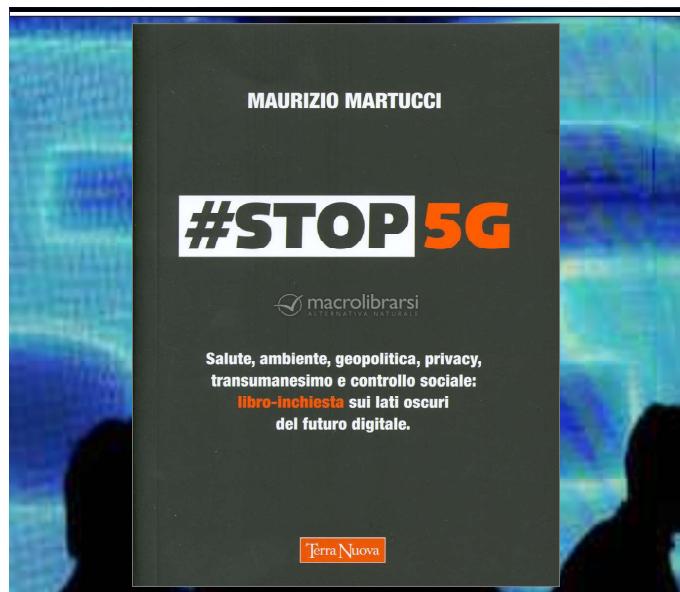 MAURIZIO MARTUCCI
#STOP 5G
macrolibrarsi
ALTERNATIVA NATURALE
Salute, ambiente, geopolitica, privacy,
transumanesimo e controllo sociale:
libro-inchiesta sui lati oscuri
del futuro digitale.
Terra Nuova